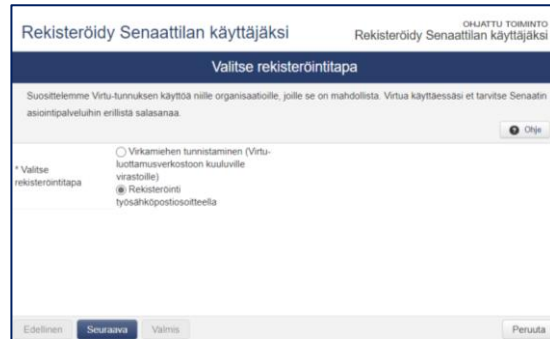 Rekisteröidy Senaattilan käyttäjäksi
OHJATTU TOIMINTO
Rekisteröidy Senaattilan käyttäjäksi
Valitse rekisteröintitapa
Suosittelemme Virtu-tunnuksen käyttöä niille organisaatioille, joille se on mahdollista. Virtua käyttäessäsi et tarvitse Senaatin
asiointipalveluihin erillistä salasanaa.
Ohje
* Valitse
rekisteröintitapa
Virkamiehen tunnistaminen (Virtu-
luottamusverkostoon kuuluville
virastoille)
Rekisteröinti
työsähköpostiosoitteella
Edellinen
Seuraava
Valmis
Peruuta